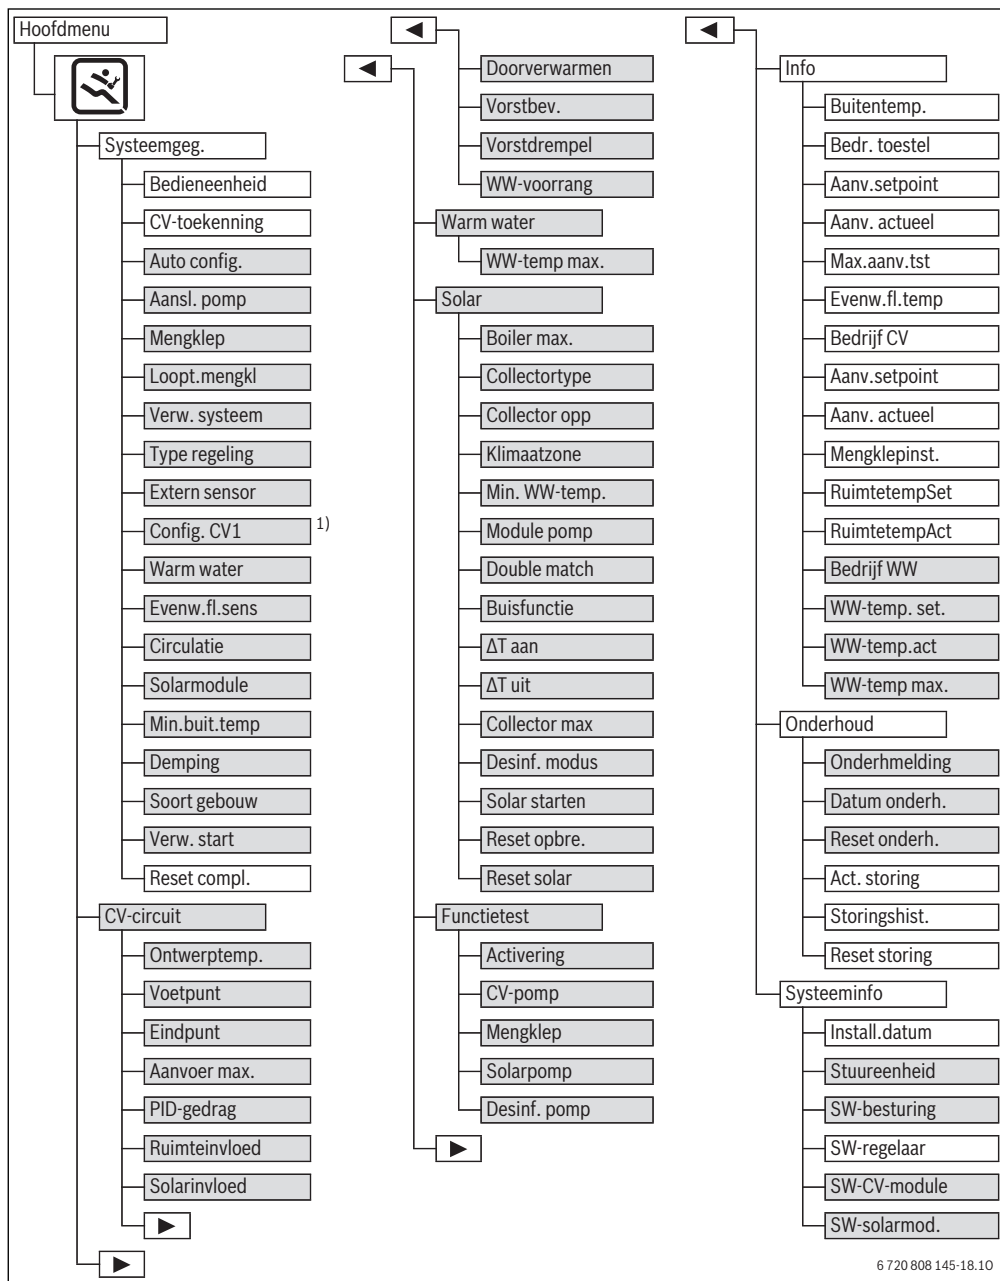 Hoofdmenu
Systeemgeg.
Bedieneenheid
CV-toekenning
Auto config.
Aansl. pomp
Mengklep
Loopt.mengkl
Verw. systeem
Type regeling
Extern sensor
Config. CV1 1)
Warm water
Evenw.fl.sens
Circulatie
Solarmodule
Min.buit.temp
Demping
Soort gebouw
Verw. start
Reset compl.
CV-circuit
Ontwerptemp.
Voetpunt
Eindpunt
Aanvoer max.
PID-gedrag
Ruimteinvloed
Solarinvloed
Doorverwarmen
Vorstbev.
Vorstdrempel
WW-voorrang
Warm water
WW-temp max.
Solar
Boiler max.
Collectortype
Collector opp
Klimaatzone
Min. WW-temp.
Module pomp
Double match
Buisfunctie
ΔT aan
ΔT uit
Collector max
Desinf. modus
Solar starten
Reset opbre.
Reset solar
Functietest
Activering
CV-pomp
Mengklep
Solarpomp
Desinf. pomp
Info
Buitentemp.
Bedr. toestel
Aanv.setpoint
Aanv. actueel
Max.aanv.tst
Evenw.fl.temp
Bedrijf CV
Aanv.setpoint
Aanv. actueel
Mengklepinst.
RuimtetempSet
RuimtetempAct
Bedrijf WW
WW-temp. set.
WW-temp.act
WW-temp max.
Onderhoud
Onderhmelding
Datum onderh.
Reset onderh.
Act. storing
Storingshist.
Reset storing
Systeeminfo
Install.datum
Stuureenheid
SW-besturing
SW-regelaar
SW-CV-module
SW-solarmod.
6 720 808 145-18.1O